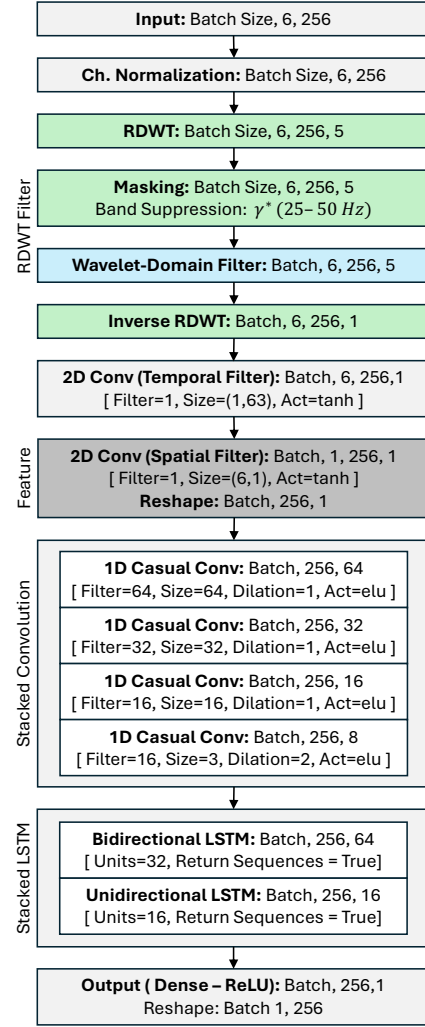 Input: Batch Size, 6, 256
Ch. Normalization: Batch Size, 6, 256
RDWT Filter
RDWT: Batch Size, 6, 256, 5
Masking: Batch Size, 6, 256, 5
Band Suppression: γ* (25– 50 Hz)
Wavelet-Domain Filter: Batch, 6, 256, 5
Inverse RDWT: Batch, 6, 256, 1
2D Conv (Temporal Filter): Batch, 6, 256,1
[ Filter=1, Size=(1,63), Act=tanh ]
Feature
2D Conv (Spatial Filter): Batch, 1, 256, 1
[ Filter=1, Size=(6,1), Act=tanh ]
Reshape: Batch, 256, 1
Stacked Convolution
1D Casual Conv: Batch, 256, 64
[ Filter=64, Size=64, Dilation=1, Act=elu ]
1D Casual Conv: Batch, 256, 32
[ Filter=32, Size=32, Dilation=1, Act=elu ]
1D Casual Conv: Batch, 256, 16
[ Filter=16, Size=16, Dilation=1, Act=elu ]
1D Casual Conv: Batch, 256, 8
[ Filter=16, Size=3, Dilation=2, Act=elu ]
Stacked LSTM
Bidirectional LSTM: Batch, 256, 64
[ Units=32, Return Sequences = True]
Unidirectional LSTM: Batch, 256, 16
[ Units=16, Return Sequences = True]
Output ( Dense – ReLU): Batch, 256,1
Reshape: Batch 1, 256